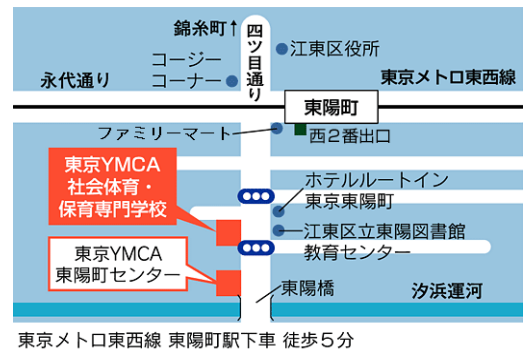 錦糸町↑
四ツ目通り
江東区役所
コージー
コーナー
永代通り
東京メトロ東西線
東陽町
ファミリーマート
西2番出口
東京YMCA
社会体育・
保育専門学校
ホテルルートイン
東京東陽町
江東区立東陽図書館
教育センター
東京YMCA
東陽町センター
東陽橋
汐浜運河
東京メトロ東西線 東陽町駅下車 徒歩5分